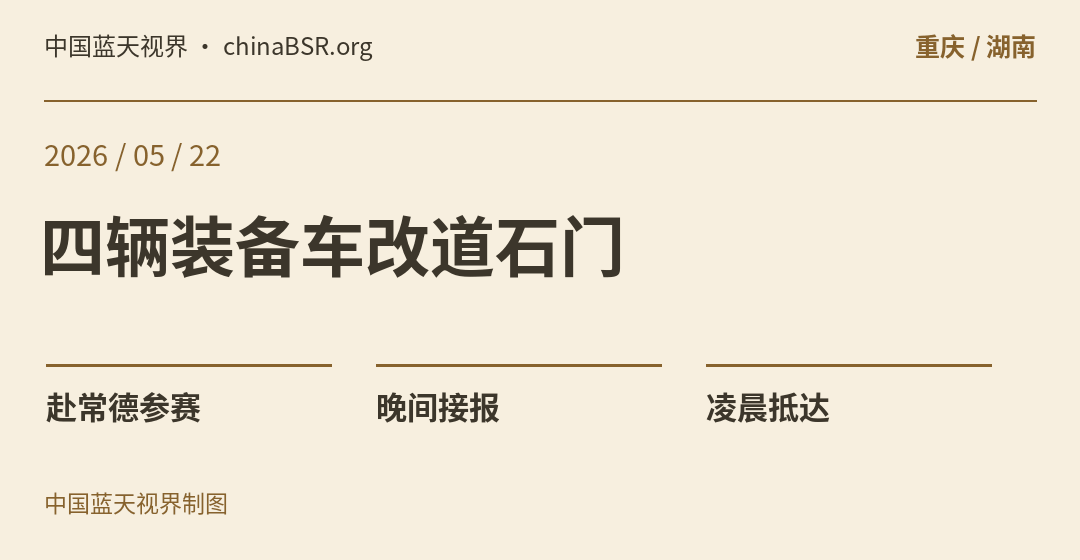 中国蓝天视界 · chinaBSR.org
重庆 / 湖南
2026 / 05 / 22
四辆装备车改道石门
赴常德参赛
晚间接报
凌晨抵达
中国蓝天视界制图